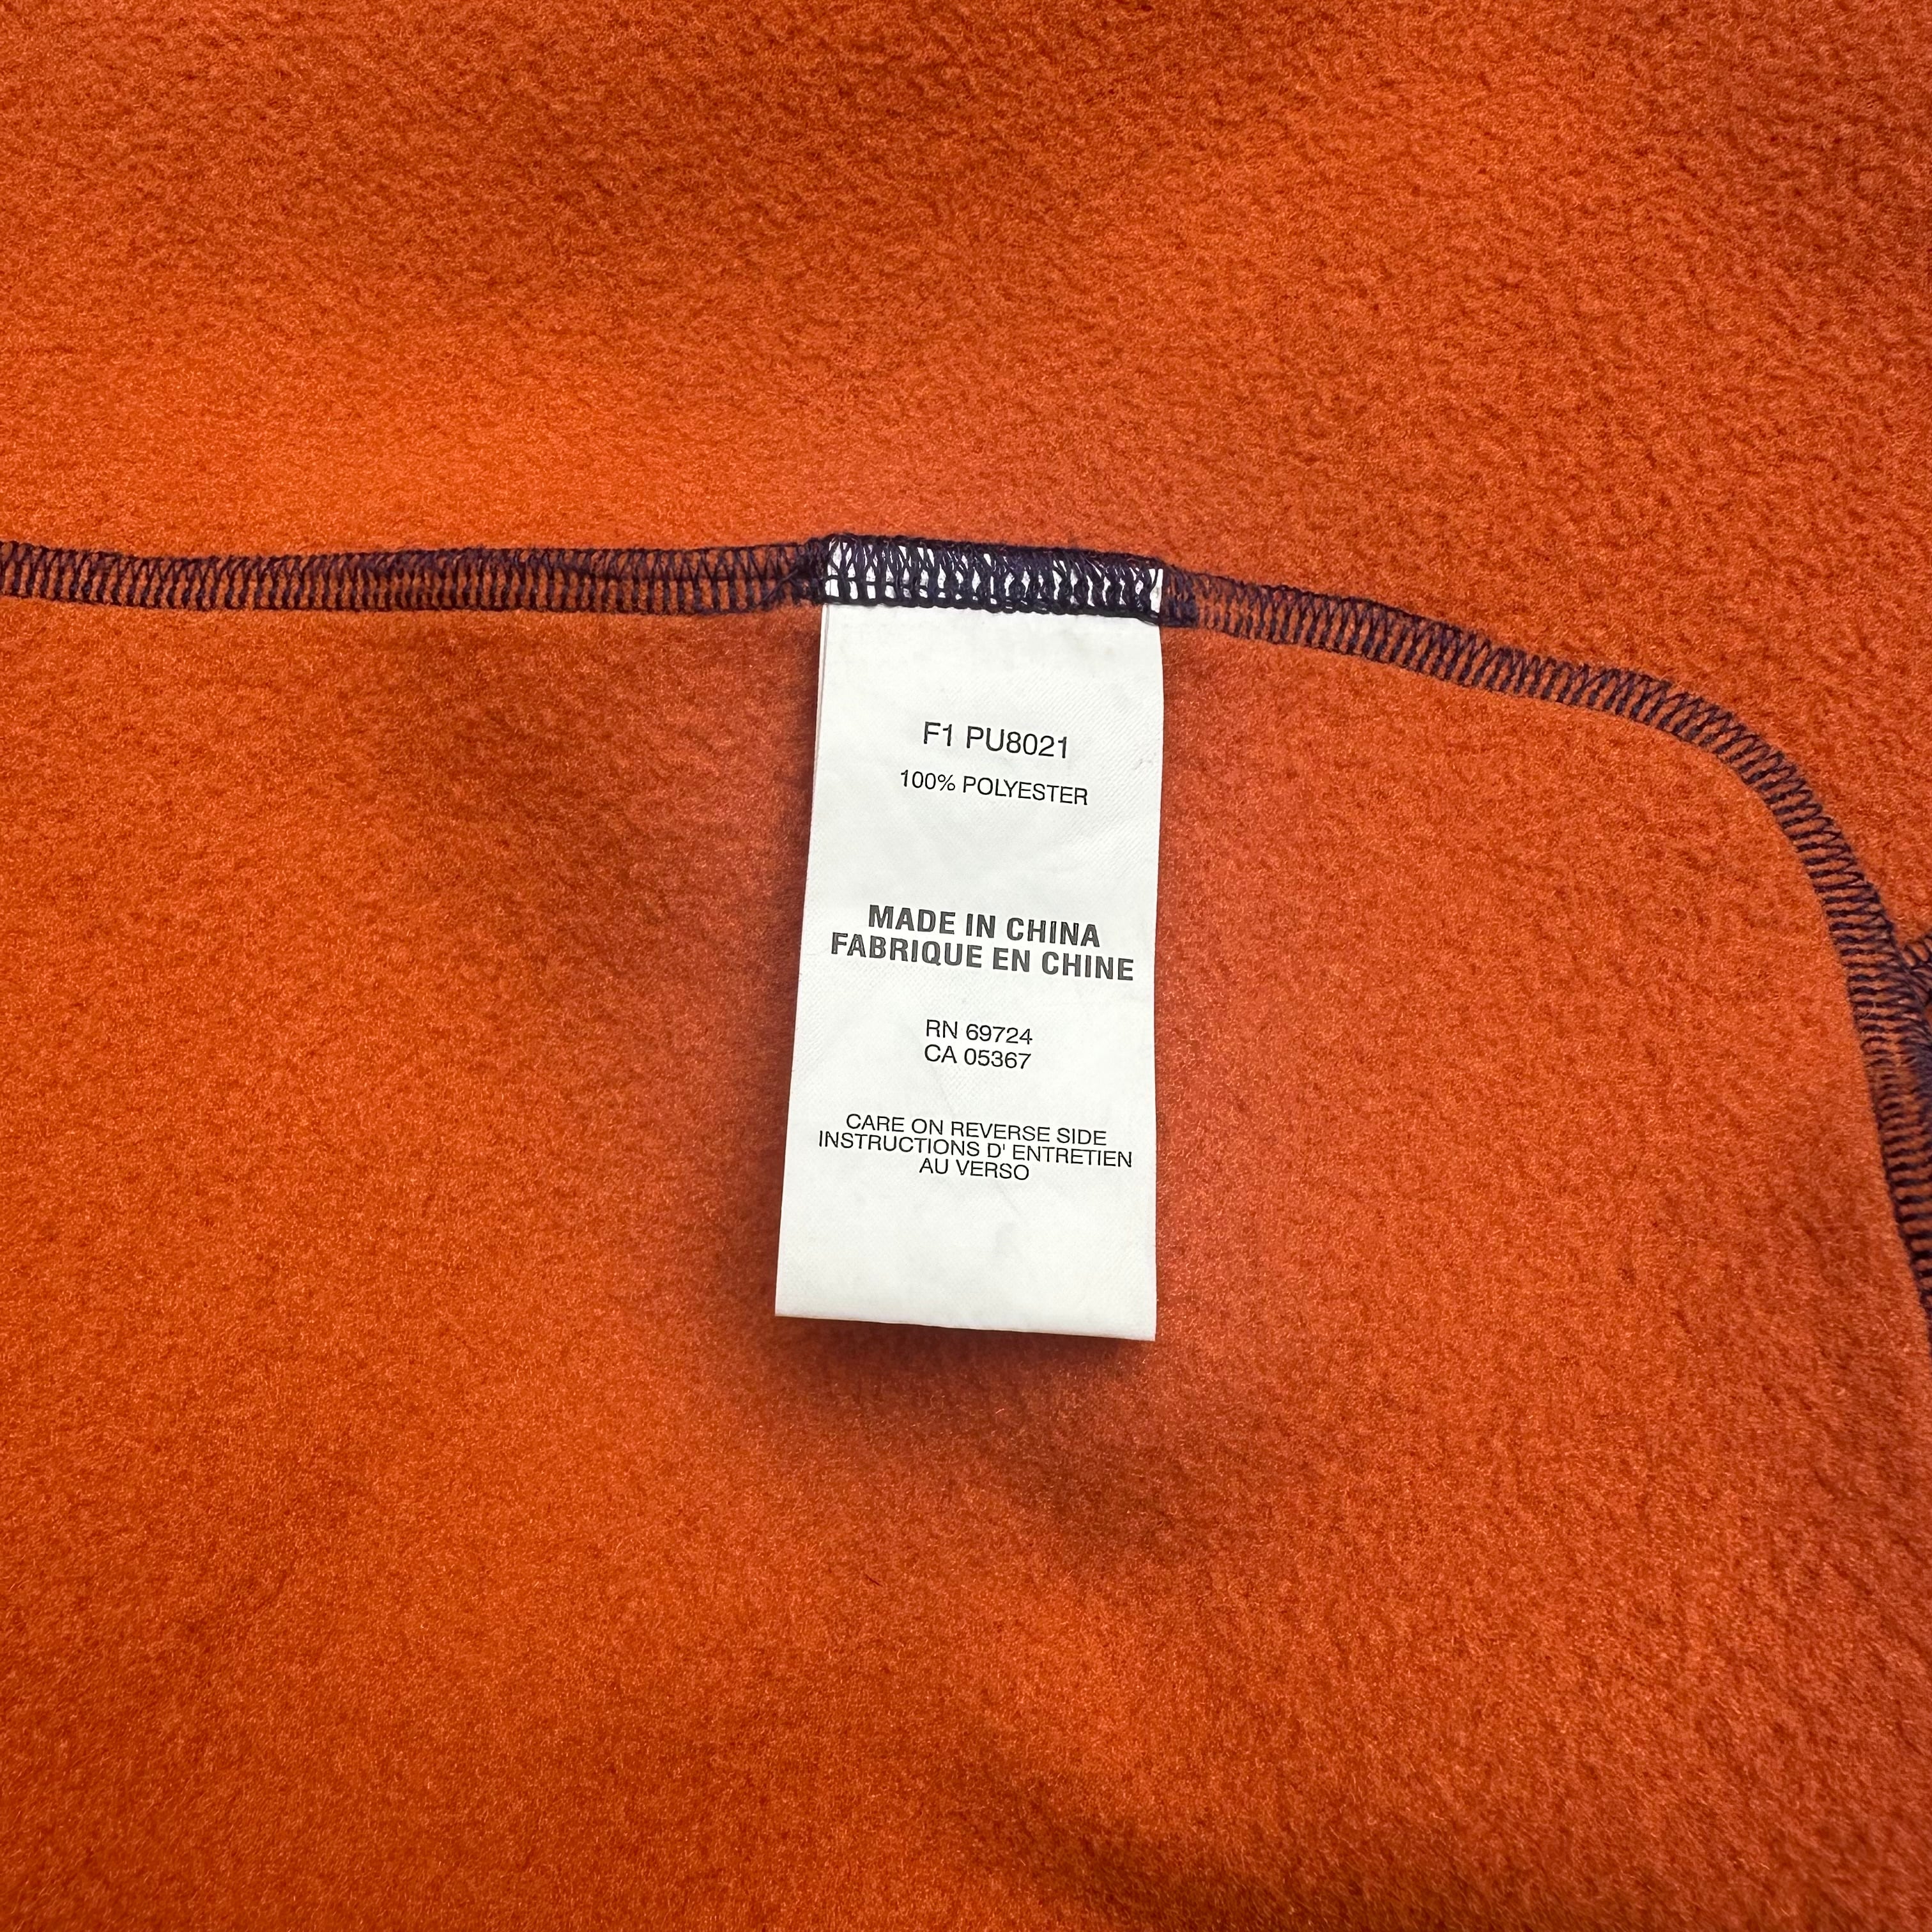 F1 PU8021
100% POLYESTER
MADE IN CHINA
FABRIQUE EN CHINE
RN 69724
CA 05367
CARE ON REVERSE SIDE
INSTRUCTIONS D' ENTRETIEN
AU VERSO